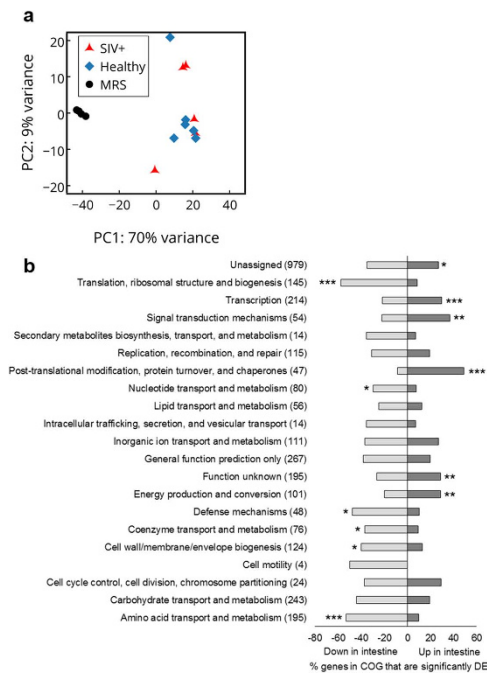 a
SIV+
Healthy
MRS
20
10
0
−10
−20
PC2: 9% variance
−40
−20
0
20
40
PC1: 70% variance
b
Unassigned (979) *
Translation, ribosomal structure and biogenesis (145) ***
Transcription (214) ***
Signal transduction mechanisms (54) **
Secondary metabolites biosynthesis, transport, and metabolism (14)
Replication, recombination, and repair (115)
Post-translational modification, protein turnover, and chaperones (47) ***
Nucleotide transport and metabolism (80) *
Lipid transport and metabolism (56)
Intracellular trafficking, secretion, and vesicular transport (14)
Inorganic ion transport and metabolism (111)
General function prediction only (267)
Function unknown (195) **
Energy production and conversion (101) **
Defense mechanisms (48) *
Coenzyme transport and metabolism (76) *
Cell wall/membrane/envelope biogenesis (124) *
Cell motility (4)
Cell cycle control, cell division, chromosome partitioning (24)
Carbohydrate transport and metabolism (243)
Amino acid transport and metabolism (195) ***
-80 -60 -40 -20 0 20 40 60
Down in intestine Up in intestine
% genes in COG that are significantly DE